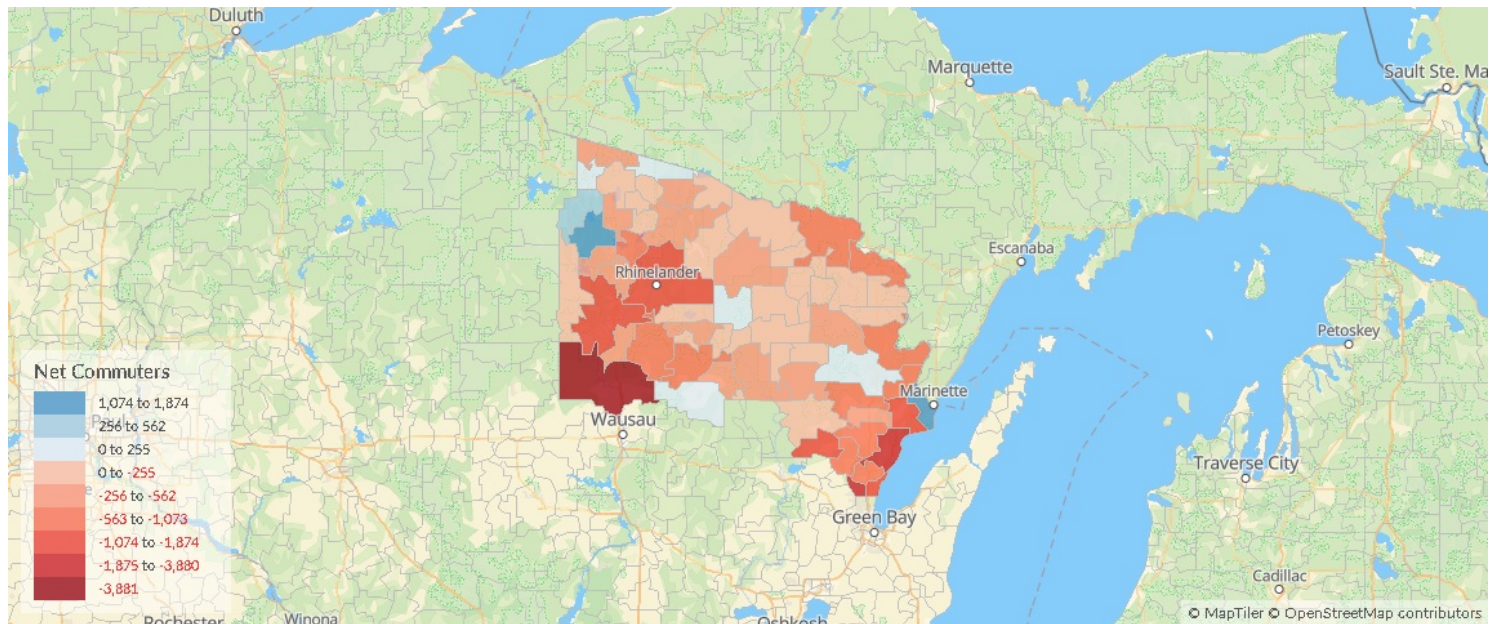 Duluth
Marquette
Sault Ste. Ma
Escanaba
Rhinelander
Petoskey
Net Commuters
1,074 to 1,874
256 to 562
0 to 255
0 to -255
-256 to -562
-563 to -1,073
-1,074 to -1,874
-1,875 to -3,880
-3,881
Marinette
Wausau
Traverse City
Green Bay
Cadillac
Rochester
Winona
Oshkosh
© MapTiler © OpenStreetMap contributors